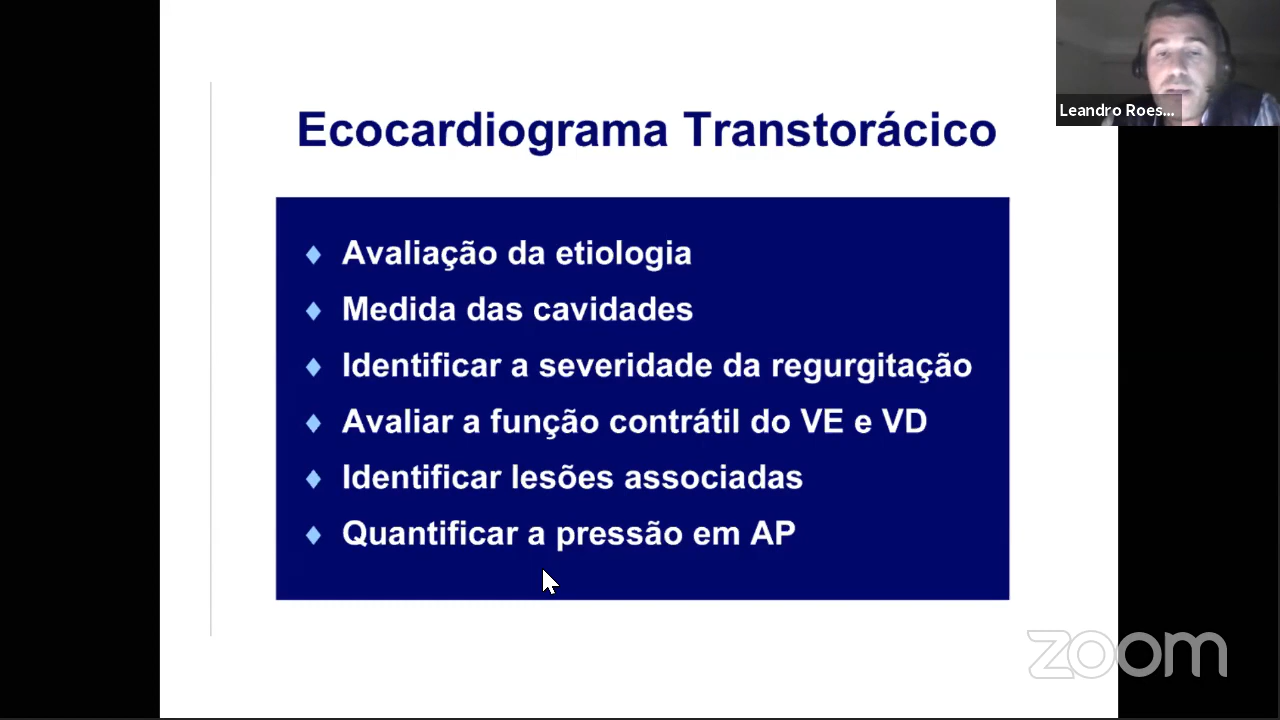 Ecocardiograma Transtorácico
Avaliação da etiologia
Medida das cavidades
Identificar a severidade da regurgitação
Avaliar a função contrátil do VE e VD
Identificar lesões associadas
Quantificar a pressão em AP
Leandro Roes...
zoom